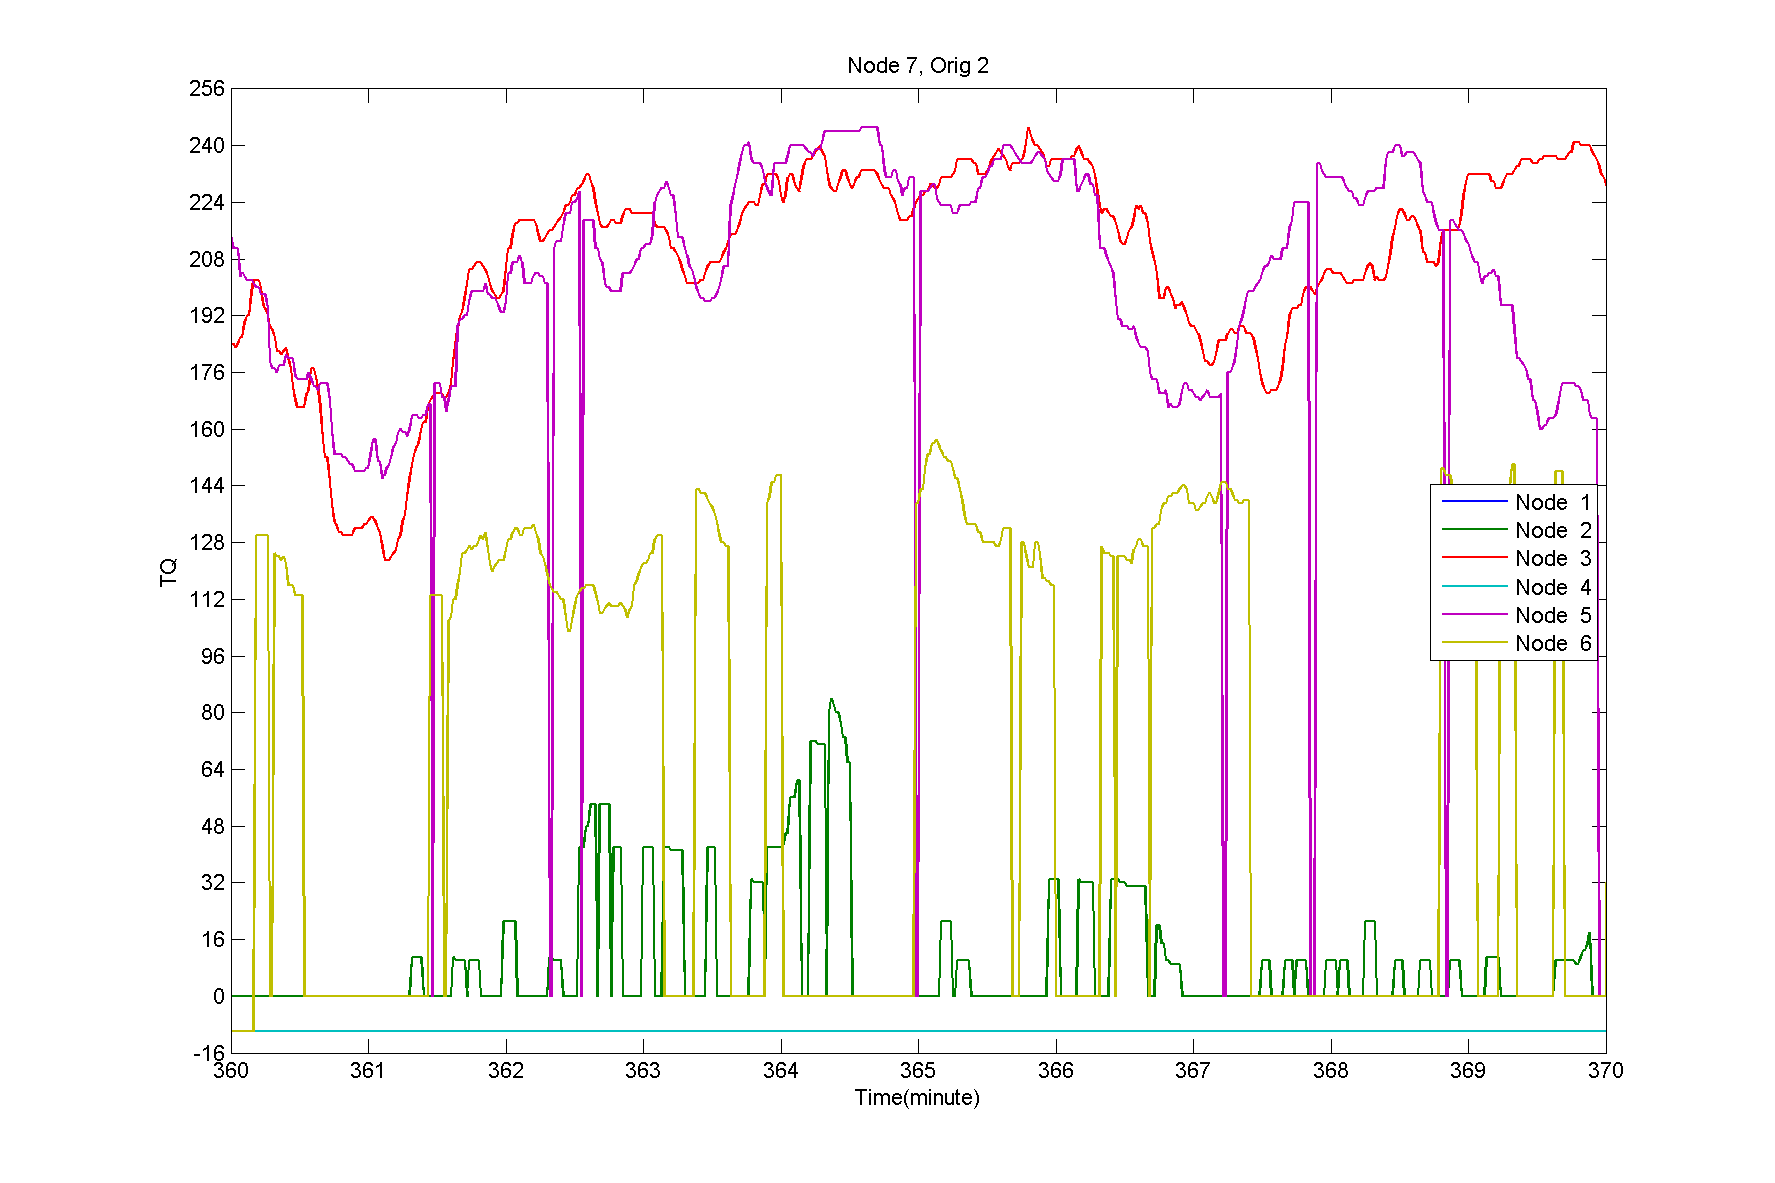 Node 7, Orig 2
256
240
224
208
192
176
160
144
128
112
96
80
64
48
32
16
0
-16
TQ
Node 1
Node 2
Node 3
Node 4
Node 5
Node 6
360 361 362 363 364 365 366 367 368 369 370
Time(minute)